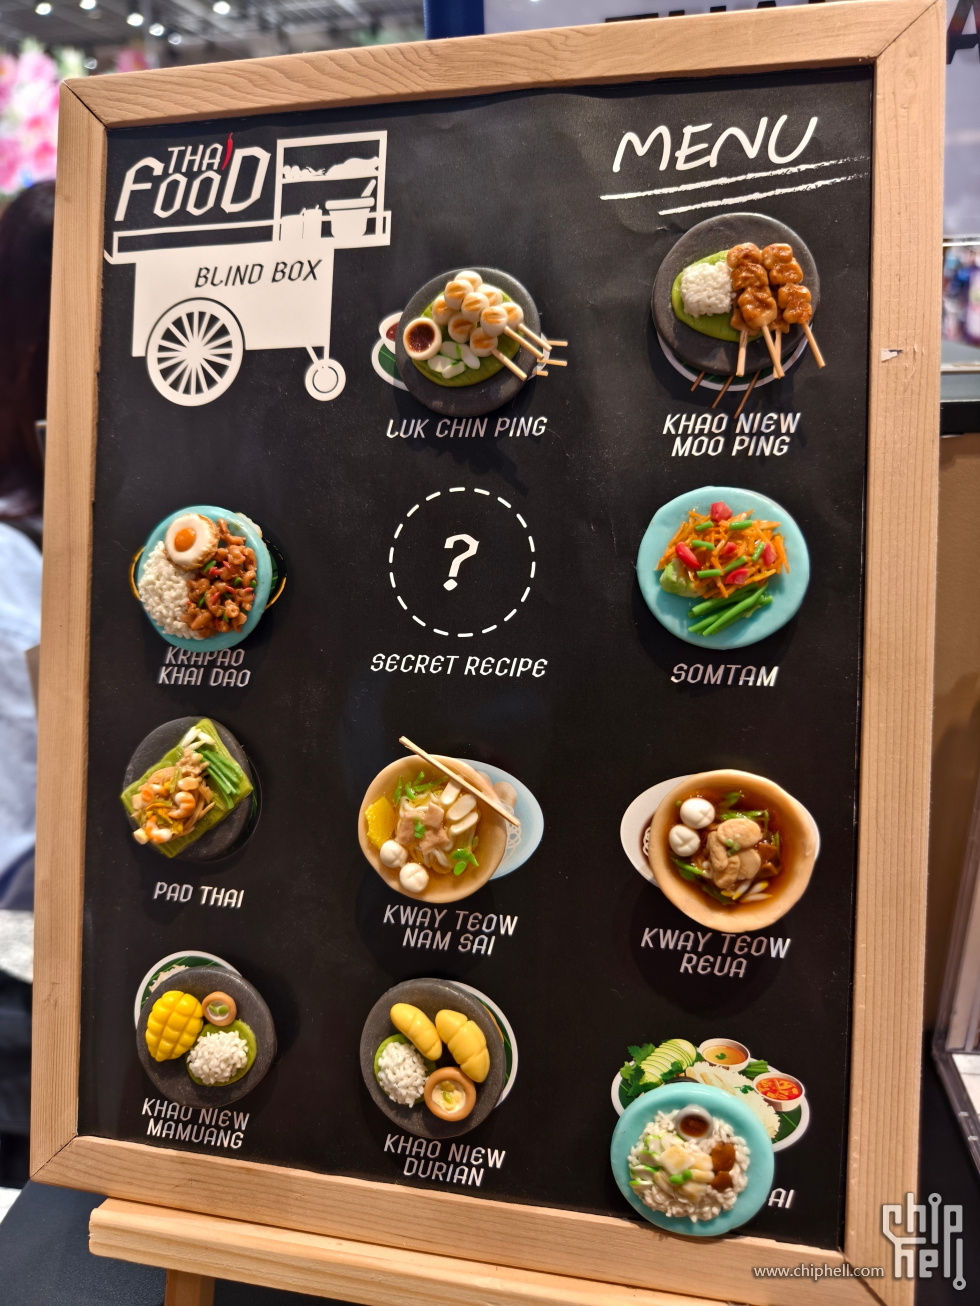 THAI
FOOD
BLIND BOX
MENU
LUK CHIN PING
KHAO NIEW
MOO PING
KRAPAO
KHAI DAO
?
SECRET RECIPE
SOMTAM
PAD THAI
KWAY TEOW
NAM SAI
KWAY TEOW
REUA
KHAO NIEW
MAMUANG
KHAO NIEW
DURIAN
AI
chip
hell
www.chiphell.com